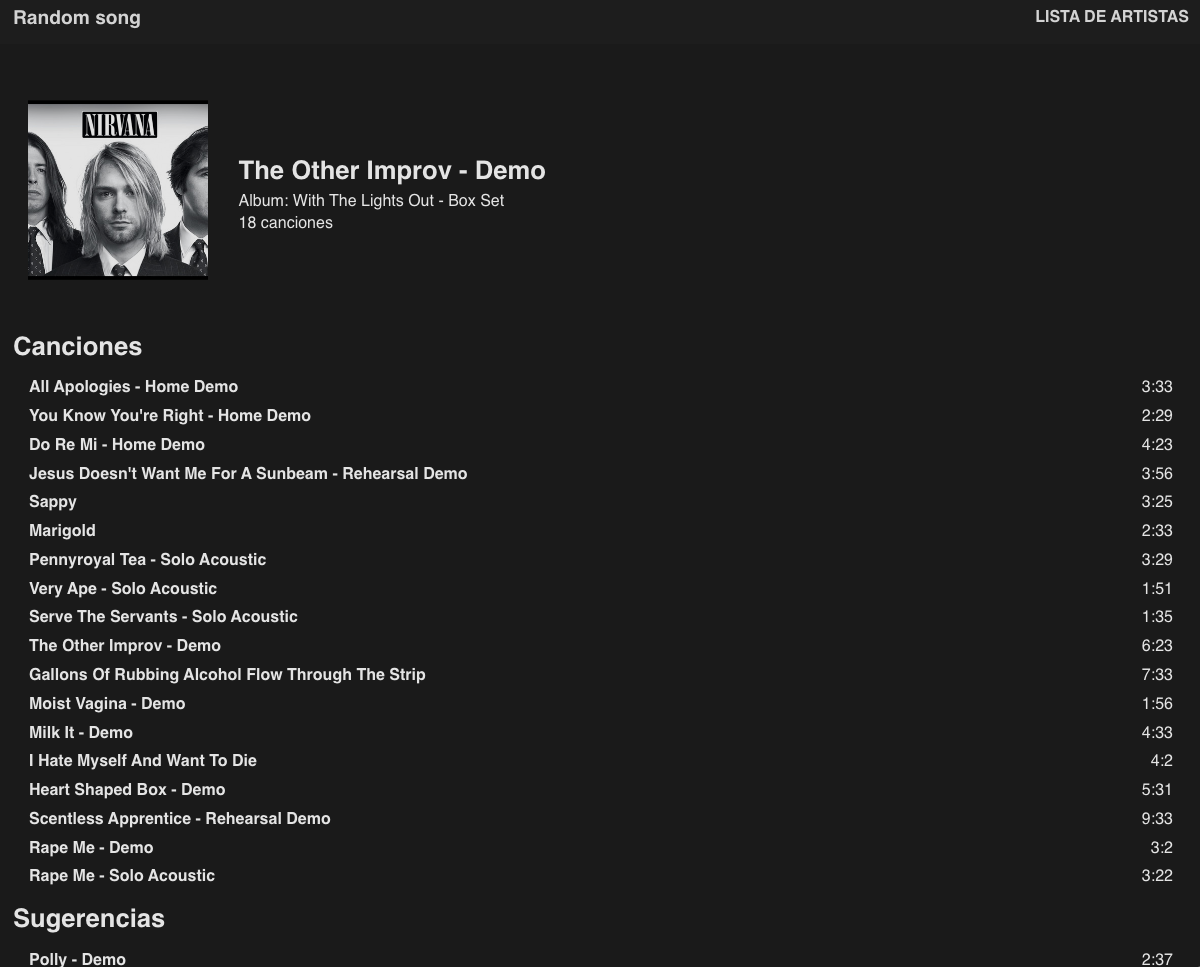 Random song
LISTA DE ARTISTAS
NIRVANA
The Other Improv - Demo
Album: With The Lights Out - Box Set
18 canciones
Canciones
All Apologies - Home Demo 3:33
You Know You're Right - Home Demo 2:29
Do Re Mi - Home Demo 4:23
Jesus Doesn't Want Me For A Sunbeam - Rehearsal Demo 3:56
Sappy 3:25
Marigold 2:33
Pennyroyal Tea - Solo Acoustic 3:29
Very Ape - Solo Acoustic 1:51
Serve The Servants - Solo Acoustic 1:35
The Other Improv - Demo 6:23
Gallons Of Rubbing Alcohol Flow Through The Strip 7:33
Moist Vagina - Demo 1:56
Milk It - Demo 4:33
I Hate Myself And Want To Die 4:2
Heart Shaped Box - Demo 5:31
Scentless Apprentice - Rehearsal Demo 9:33
Rape Me - Demo 3:2
Rape Me - Solo Acoustic 3:22
Sugerencias
Polly - Demo 2:37